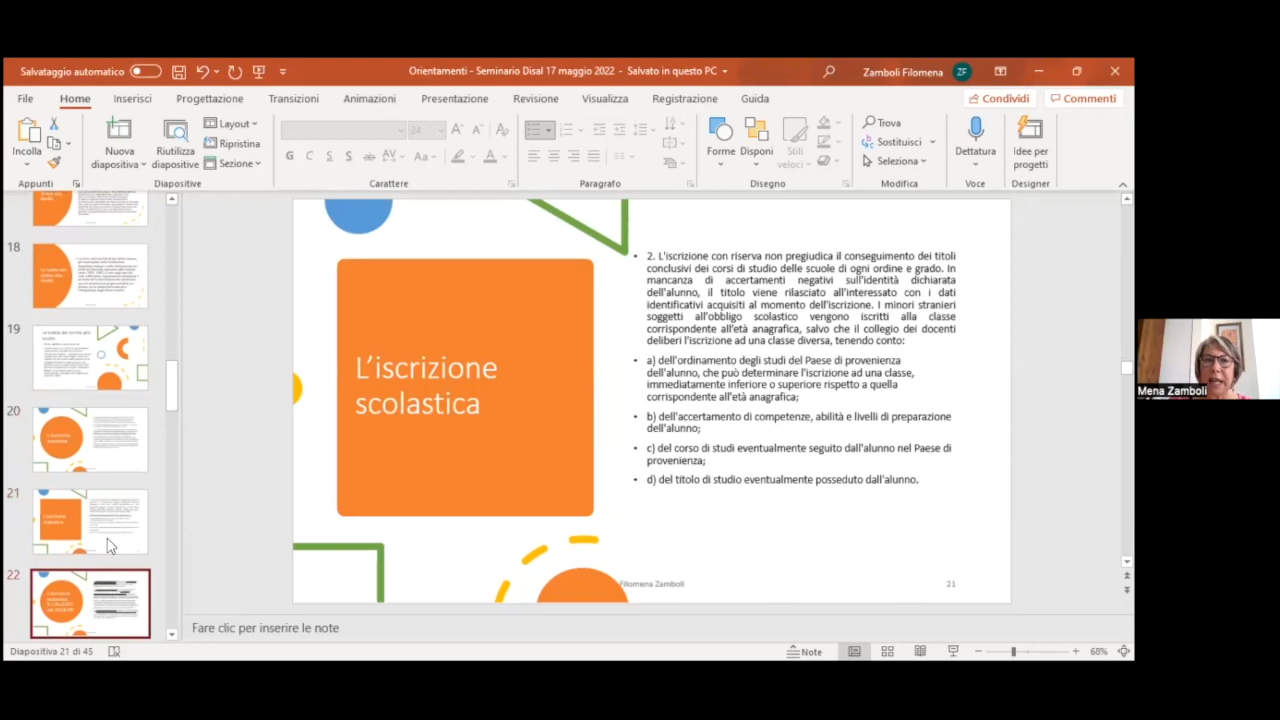 Salvataggio automatico
Orientamenti - Seminario Disal 17 maggio 2022 - Salvato in questo PC
Zamboli Filomena
ZF
File Home Inserisci Progettazione Transizioni Animazioni Presentazione Revisione Visualizza Registrazione Guida
Condividi
Commenti
Incolla
Nuova
diapositiva
Riutilizza
diapositive
Layout
Ripristina
Sezione
24
G C S S ab AV Aa A
Forme
Disponi
Stili
veloci
Trova
Sostituisci
Seleziona
Dettatura
Idee per
progetti
Appunti
Diapositive
Carattere
Paragrafo
Disegno
Modifica
Voce
Designer
18
19
20
21
22
L'iscrizione
scolastica
• 2. L'iscrizione con riserva non pregiudica il conseguimento dei titoli
conclusivi dei corsi di studio delle scuole di ogni ordine e grado. In
mancanza di accertamenti negativi sull'identità dichiarata
dell'alunno, il titolo viene rilasciato all'interessato con i dati
identificativi acquisiti al momento dell'iscrizione. I minori stranieri
soggetti all'obbligo scolastico vengono iscritti alla classe
corrispondente all'età anagrafica, salvo che il collegio dei docenti
deliberi l'iscrizione ad una classe diversa, tenendo conto:
• a) dell'ordinamento degli studi del Paese di provenienza
dell'alunno, che può determinare l'iscrizione ad una classe,
immediatamente inferiore o superiore rispetto a quella
corrispondente all'età anagrafica;
• b) dell'accertamento di competenze, abilità e livelli di preparazione
dell'alunno;
• c) del corso di studi eventualmente seguito dall'alunno nel Paese di
provenienza;
• d) del titolo di studio eventualmente posseduto dall'alunno.
Filomena Zamboli
21
Mena Zamboli
Fare clic per inserire le note
Diapositiva 21 di 45
Note
68%